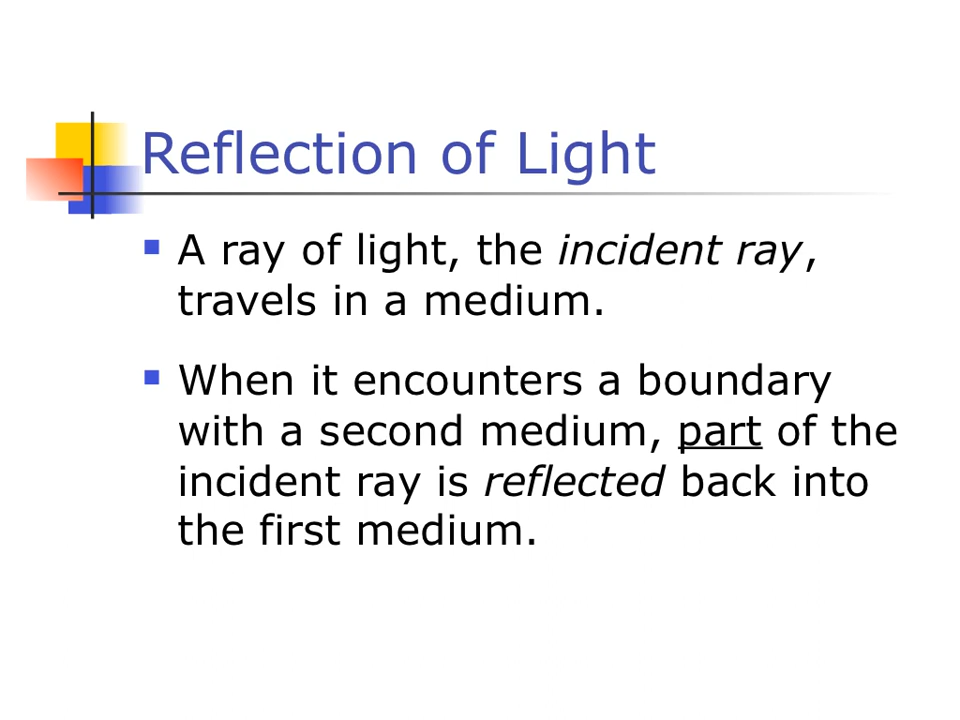 Reflection of Light
A ray of light, the incident ray,
travels in a medium.
When it encounters a boundary
with a second medium, part of the
incident ray is reflected back into
the first medium.